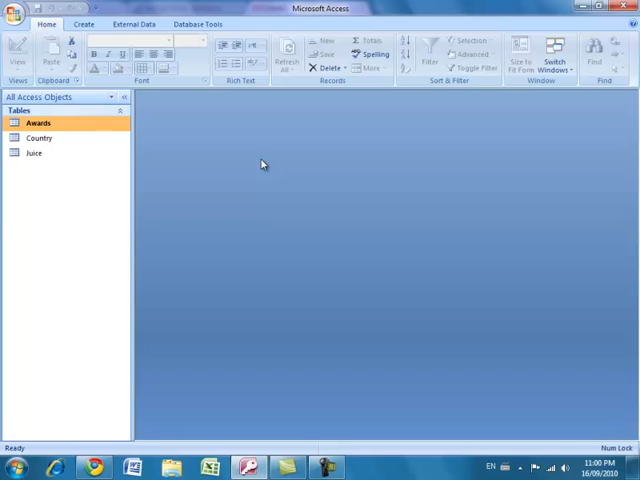 Microsoft Access
Home
Create
External Data
Database Tools
View
Views
Paste
Clipboard
B I U
Font
Rich Text
Refresh All
New
Save
Delete
Totals
Spelling
More
Records
Filter
Selection
Advanced
Toggle Filter
Sort & Filter
Size to Fit Form
Switch Windows
Window
Find
Find
All Access Objects
Tables
Awards
Country
Juice
Ready
Num Lock
EN
11:00 PM
16/09/2010